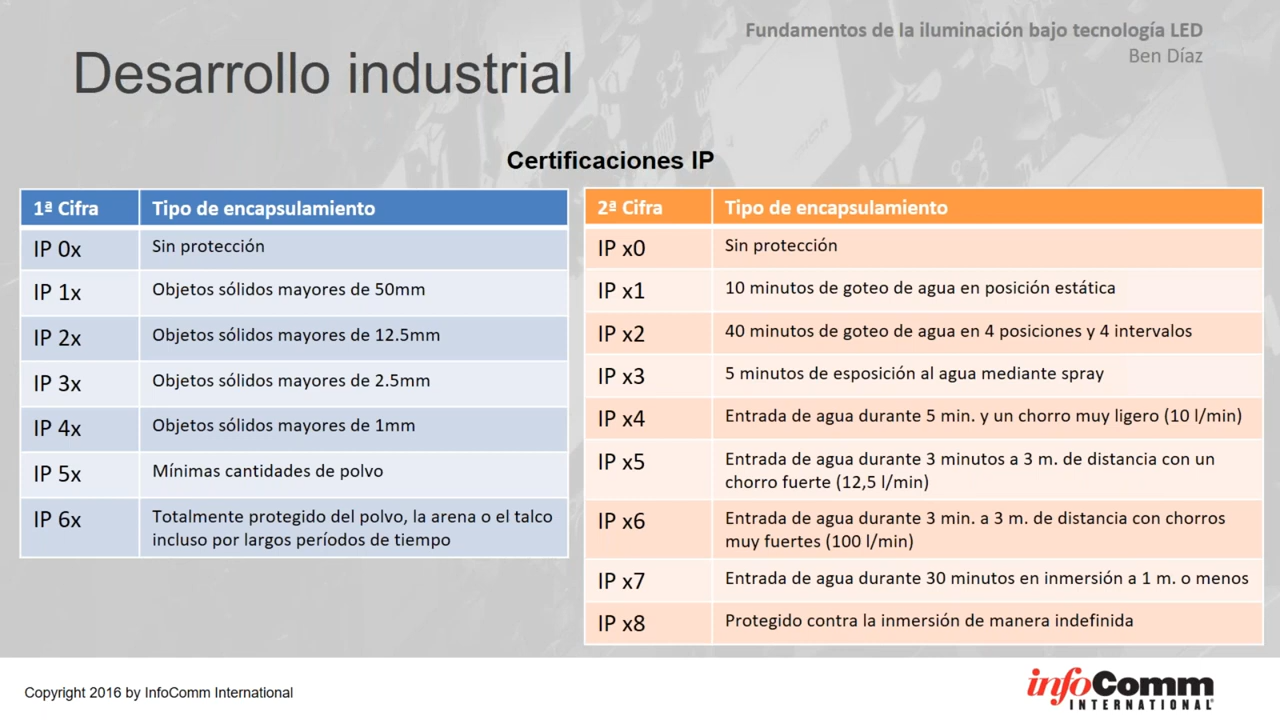 Fundamentos de la iluminación bajo tecnología LED
Ben Díaz
Desarrollo industrial
Certificaciones IP
1ª Cifra Tipo de encapsulamiento
IP 0x Sin protección
IP 1x Objetos sólidos mayores de 50mm
IP 2x Objetos sólidos mayores de 12.5mm
IP 3x Objetos sólidos mayores de 2.5mm
IP 4x Objetos sólidos mayores de 1mm
IP 5x Mínimas cantidades de polvo
IP 6x Totalmente protegido del polvo, la arena o el talco
incluso por largos períodos de tiempo
2ª Cifra Tipo de encapsulamiento
IP x0 Sin protección
IP x1 10 minutos de goteo de agua en posición estática
IP x2 40 minutos de goteo de agua en 4 posiciones y 4 intervalos
IP x3 5 minutos de esposición al agua mediante spray
IP x4 Entrada de agua durante 5 min. y un chorro muy ligero (10 l/min)
IP x5 Entrada de agua durante 3 minutos a 3 m. de distancia con un
chorro fuerte (12,5 l/min)
IP x6 Entrada de agua durante 3 min. a 3 m. de distancia con chorros
muy fuertes (100 l/min)
IP x7 Entrada de agua durante 30 minutos en inmersión a 1 m. o menos
IP x8 Protegido contra la inmersión de manera indefinida
Copyright 2016 by InfoComm International
infoComm
INTERNATIONAL®